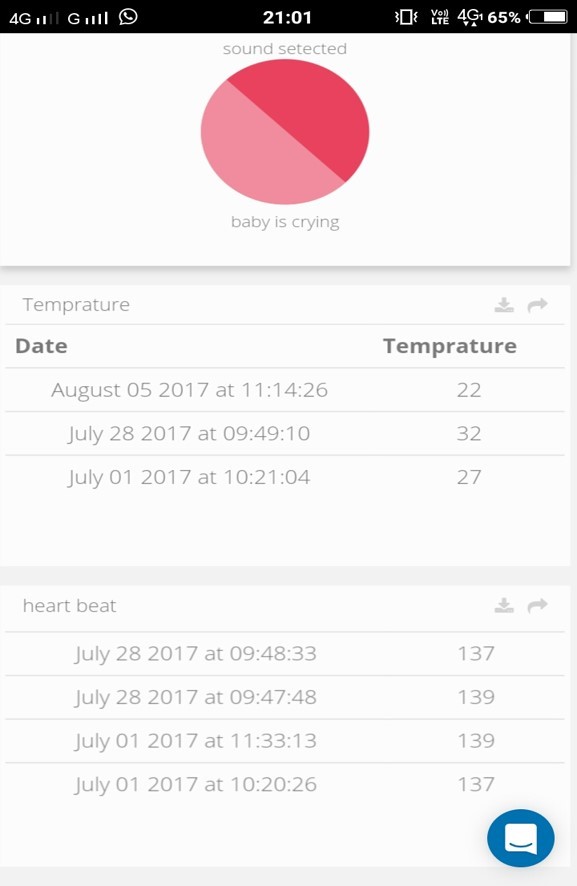 4G G 21:01 Vo)) LTE 4G1 65%
sound setected
baby is crying
Temprature
Date Temprature
August 05 2017 at 11:14:26 22
July 28 2017 at 09:49:10 32
July 01 2017 at 10:21:04 27
heart beat
July 28 2017 at 09:48:33 137
July 28 2017 at 09:47:48 139
July 01 2017 at 11:33:13 139
July 01 2017 at 10:20:26 137